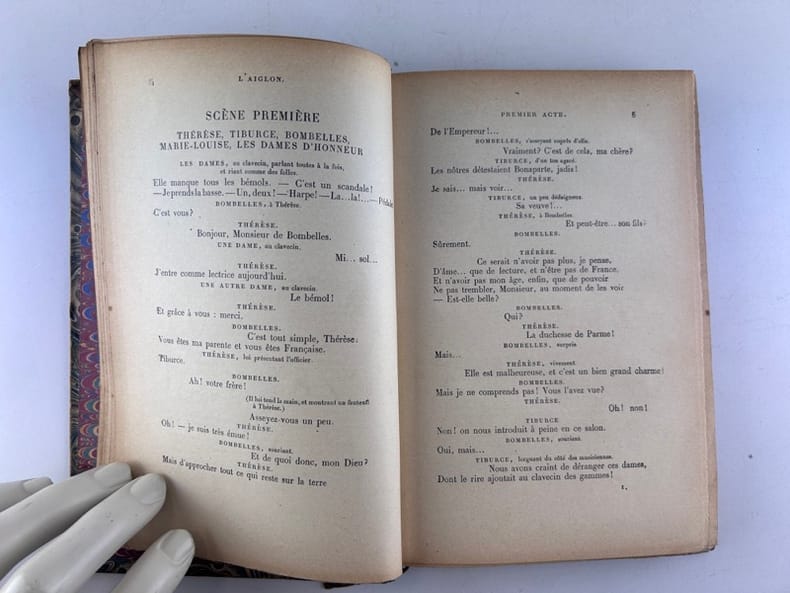 L'AIGLON.
SCÈNE PREMIÈRE
THÉRÈSE, TIBURCE, BOMBELLES,
MARIE-LOUISE, LES DAMES D'HONNEUR
LES DAMES, au clavecin, parlant toutes à la fois,
et riant comme des folles.
Elle manque tous les bémols. — C'est un scandale!
— Je prends la basse. — Un, deux! — Harpe! — La... la!... — Pédale
BOMBELLES, à Thérèse.
C'est vous?
THÉRÈSE.
Bonjour, Monsieur de Bombelles.
UNE DAME, au clavecin.
Mi... sol...
THÉRÈSE.
J'entre comme lectrice aujourd'hui.
UNE AUTRE DAME, au clavecin.
Le bémol!
THÉRÈSE.
Et grâce à vous : merci.
BOMBELLES.
C'est tout simple, Thérèse:
Vous êtes ma parente et vous êtes Française.
THÉRÈSE, lui présentant l'officier.
Tiburce.
BOMBELLES.
Ah! votre frère!
(Il lui tend la main, et montrant un fauteuil
à Thérèse.)
Asseyez-vous un peu.
THÉRÈSE.
Oh! — je suis très émue!
BOMBELLES, souriant.
Et de quoi donc, mon Dieu?
THÉRÈSE.
Mais d'approcher tout ce qui reste sur la terre
PREMIER ACTE. 5
De l'Empereur!...
BOMBELLES, s'asseyant auprès d'elle.
Vraiment? C'est de cela, ma chère?
TIBURCE, d'un ton agacé.
Les nôtres détestaient Bonaparte, jadis!
THÉRÈSE.
Je sais... mais voir...
TIBURCE, un peu dédaigneux.
Sa veuve!...
THÉRÈSE, à Bombelles
Et peut-être... son fils?
BOMBELLES.
Sûrement.
THÉRÈSE.
Ce serait n'avoir pas plus, je pense,
D'âme... que de lecture, et n'être pas de France,
Et n'avoir pas mon âge, enfin, que de pouvoir
Ne pas trembler, Monsieur, au moment de les voir
— Est-elle belle?
BOMBELLES.
Qui?
THÉRÈSE.
La duchesse de Parme!
BOMBELLES, surpris
Mais...
THÉRÈSE, vivement.
Elle est malheureuse, et c'est un bien grand charme!
BOMBELLES.
Mais je ne comprends pas! Vous l'avez vue?
THÉRÈSE.
Oh! non!
TIBURCE
Non! on nous introduit à peine en ce salon.
BOMBELLES, souriant.
Oui, mais...
TIBURCE, lorgnant du côté des musiciennes.
Nous avons craint de déranger ces dames,
Dont le rire ajoutait au clavecin des gammes!
1.